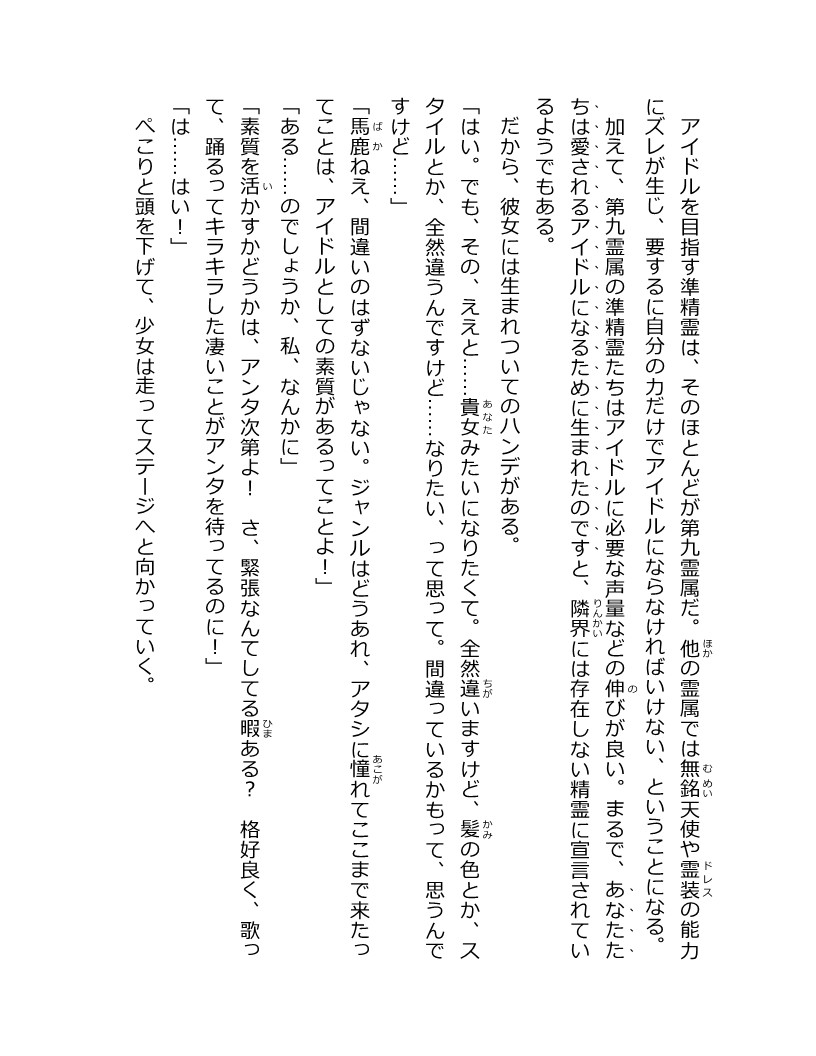 アイドルを目指す準精霊は、そのほとんどが第九霊属だ。他の霊属では無銘天使や霊装の能力
にズレが生じ、要するに自分の力だけでアイドルにならなければいけない、ということになる。
加えて、第九霊属の準精霊たちはアイドルに必要な声量などの伸びが良い。まるで、あなたた
ちは愛されるアイドルになるために生まれたのですと、隣界には存在しない精霊に宣言されてい
るようでもある。
だから、彼女には生まれついてのハンデがある。
「はい。でも、その、ええと……貴女みたいになりたくて。全然違いますけど、髪の色とか、ス
タイルとか、全然違うんですけど……なりたい、って思って。間違っているかもって、思うんで
すけど……」
「馬鹿ねえ、間違いのはずないじゃない。ジャンルはどうあれ、アタシに憧れてここまで来たっ
てことは、アイドルとしての素質があるってことよ！」
「ある……のでしょうか、私、なんかに」
「素質を活かすかどうかは、アンタ次第よ！　さ、緊張なんてしてる暇ある？　格好良く、歌っ
て、踊るってキラキラした凄いことがアンタを待ってるのに！」
「は……はい！」
ぺこりと頭を下げて、少女は走ってステージへと向かっていく。